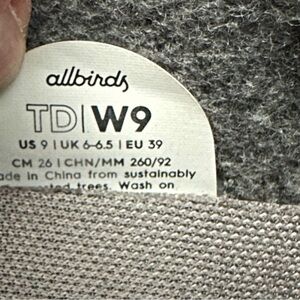 allbirds
TD|W9
US 9 | UK 6-6.5 | EU 39
CM 26 | CHN/MM 260/92
ade in China from sustainably
trees. Wash on